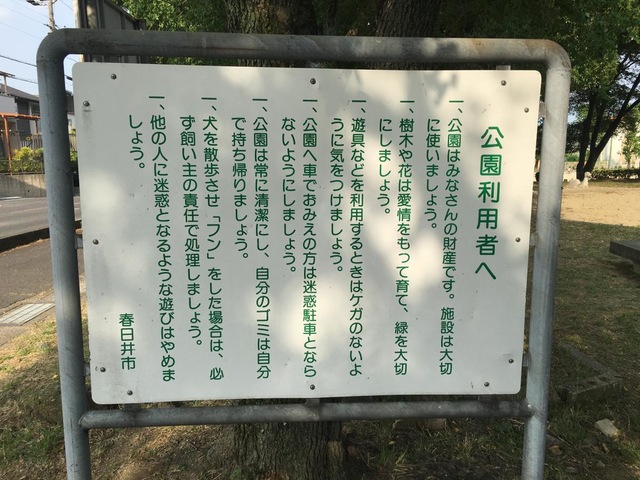 公園利用者へ
一、公園はみなさんの財産です。施設は大切
に使いましょう。
一、樹木や花は愛情をもって育て、緑を大切
にしましょう。
一、遊具などを利用するときはケガのないよ
うに気をつけましょう。
一、公園へ車でおみえの方は迷惑駐車となら
ないようにしましょう。
一、公園は常に清潔にし、自分のゴミは自分
で持ち帰りましょう。
一、犬を散歩させ「フン」をした場合は、必
ず飼い主の責任で処理しましょう。
一、他の人に迷惑となるような遊びはやめま
しょう。
春日井市